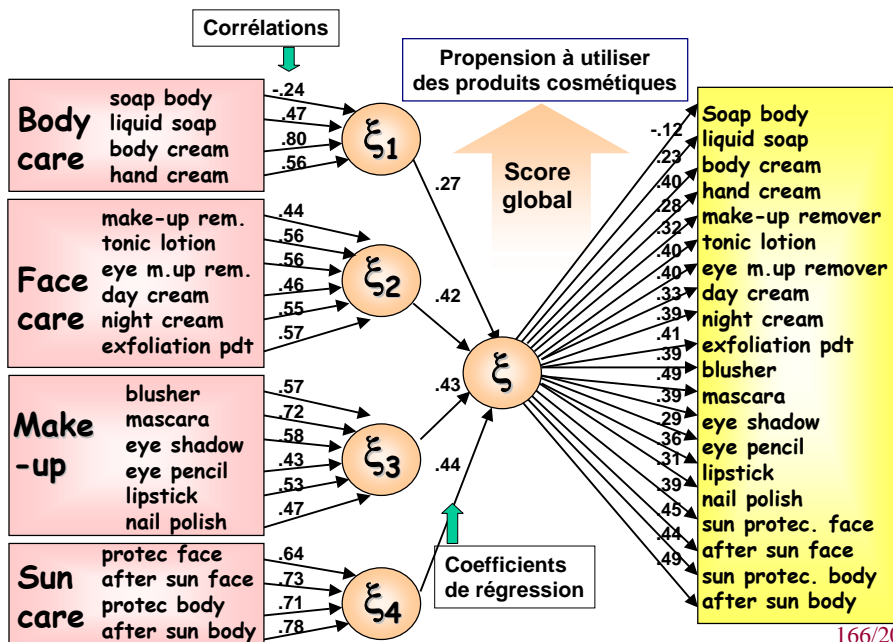 Corrélations
Propension à utiliser
des produits cosmétiques
Score
global
Body
care
soap body
liquid soap
body cream
hand cream
-.24
.47
.80
.56
ξ1
.27
Face
care
make-up rem.
tonic lotion
eye m.up rem.
day cream
night cream
exfoliation pdt
.44
.56
.56
.46
.55
.57
ξ2
.42
Make
-up
blusher
mascara
eye shadow
eye pencil
lipstick
nail polish
.57
.72
.58
.43
.53
.47
ξ3
.43
Sun
care
protec face
after sun face
protec body
after sun body
.64
.73
.71
.78
ξ4
.44
Coefficients
de régression
ξ
-.12
.23
.40
.28
.32
.40
.40
.33
.39
.41
.39
.49
.39
.29
.36
.31
.39
.45
.44
.49
Soap body
liquid soap
body cream
hand cream
make-up remover
tonic lotion
eye m.up remover
day cream
night cream
exfoliation pdt
blusher
mascara
eye shadow
eye pencil
lipstick
nail polish
sun protec. face
after sun face
sun protec. body
after sun body